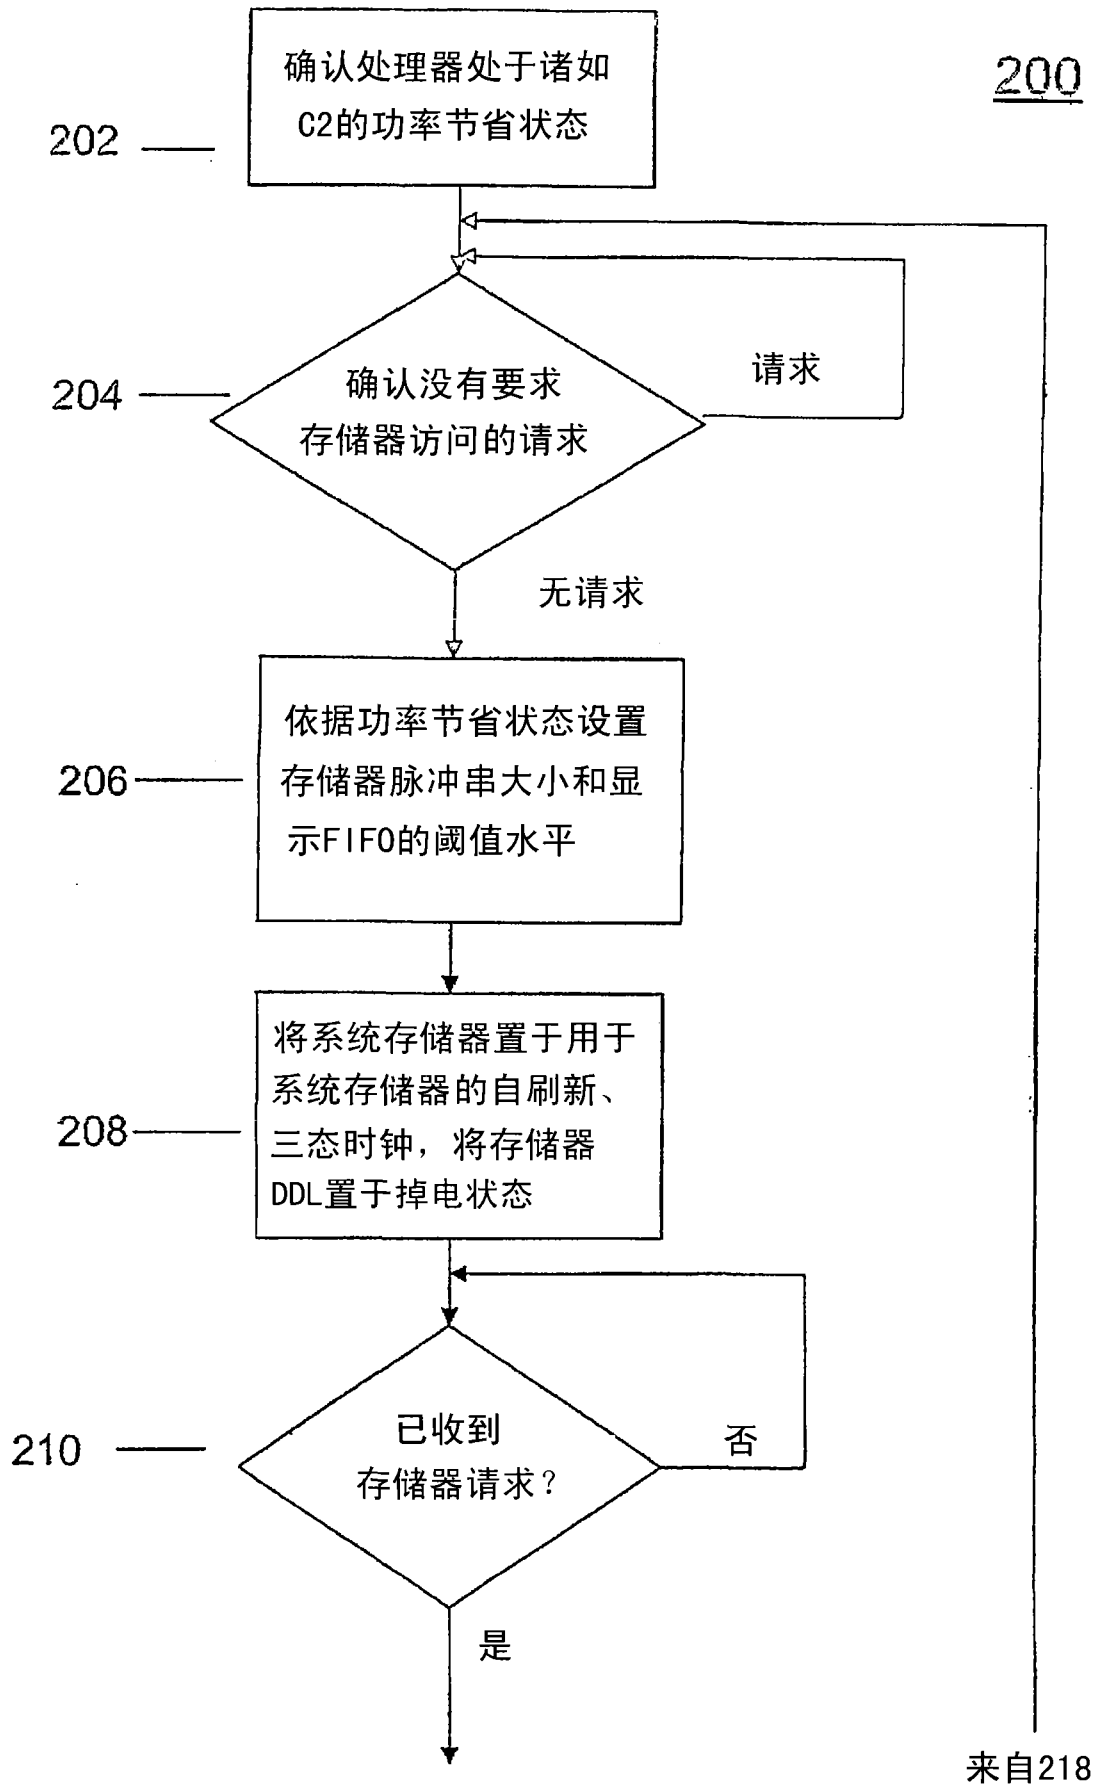 200
确认处理器处于诸如
C2的功率节省状态
202
204
确认没有要求
存储器访问的请求
请求
无请求
206
依据功率节省状态设置
存储器脉冲串大小和显
示FIFO的阈值水平
208
将系统存储器置于用于
系统存储器的自刷新、
三态时钟，将存储器
DDL置于掉电状态
210
已收到
存储器请求？
否
是
来自218